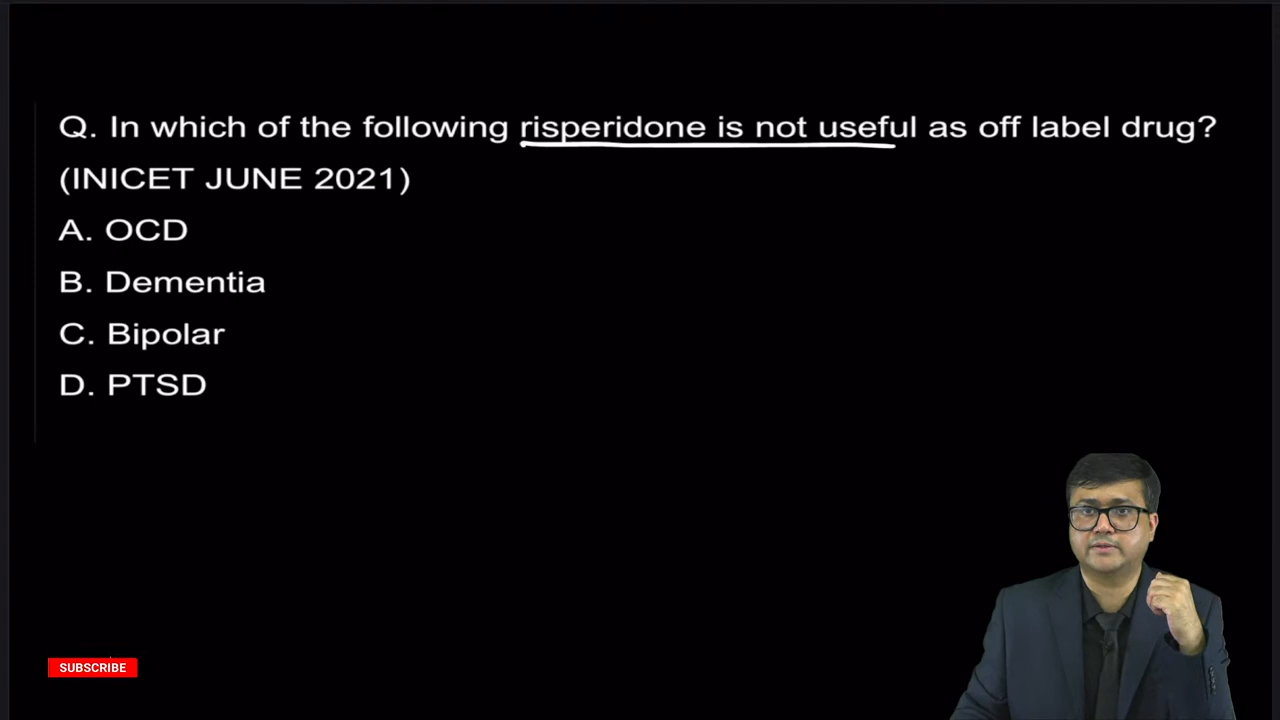 Q. In which of the following risperidone is not useful as off label drug?
(INICET JUNE 2021)
A. OCD
B. Dementia
C. Bipolar
D. PTSD
SUBSCRIBE